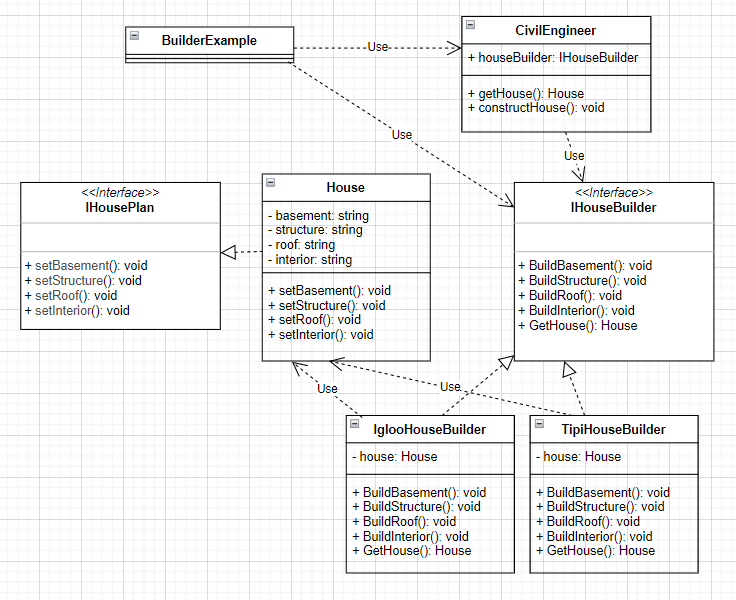 BuilderExample
Use
CivilEngineer
+ houseBuilder: IHouseBuilder
+ getHouse(): House
+ constructHouse(): void
Use
Use
<<Interface>>
IHousePlan
+ setBasement(): void
+ setStructure(): void
+ setRoof(): void
+ setInterior(): void
House
- basement: string
- structure: string
- roof: string
- interior: string
+ setBasement(): void
+ setStructure(): void
+ setRoof(): void
+ setInterior(): void
<<Interface>>
IHouseBuilder
+ BuildBasement(): void
+ BuildStructure(): void
+ BuildRoof(): void
+ BuildInterior(): void
+ GetHouse(): House
Use
Use
IglooHouseBuilder
- house: House
+ BuildBasement(): void
+ BuildStructure(): void
+ BuildRoof(): void
+ BuildInterior(): void
+ GetHouse(): House
TipiHouseBuilder
- house: House
+ BuildBasement(): void
+ BuildStructure(): void
+ BuildRoof(): void
+ BuildInterior(): void
+ GetHouse(): House